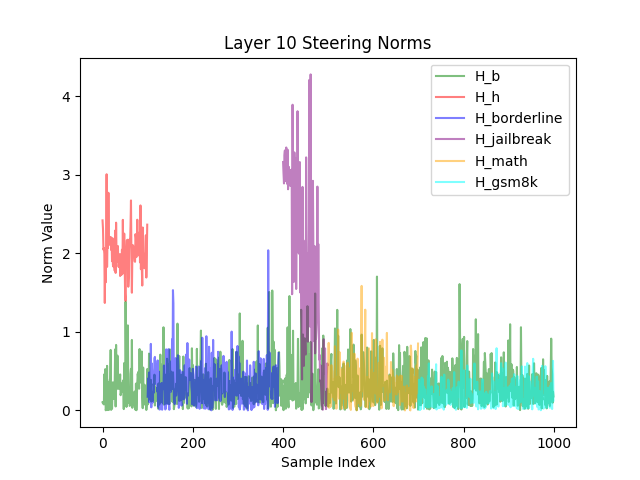 Layer 10 Steering Norms
H_b
H_h
H_borderline
H_jailbreak
H_math
H_gsm8k
Norm Value
4
3
2
1
0
0 200 400 600 800 1000
Sample Index